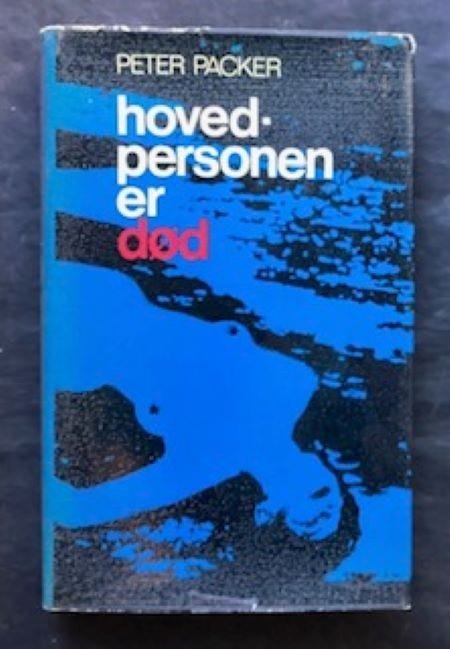 PETER PACKER
hoved-
personen
er
død